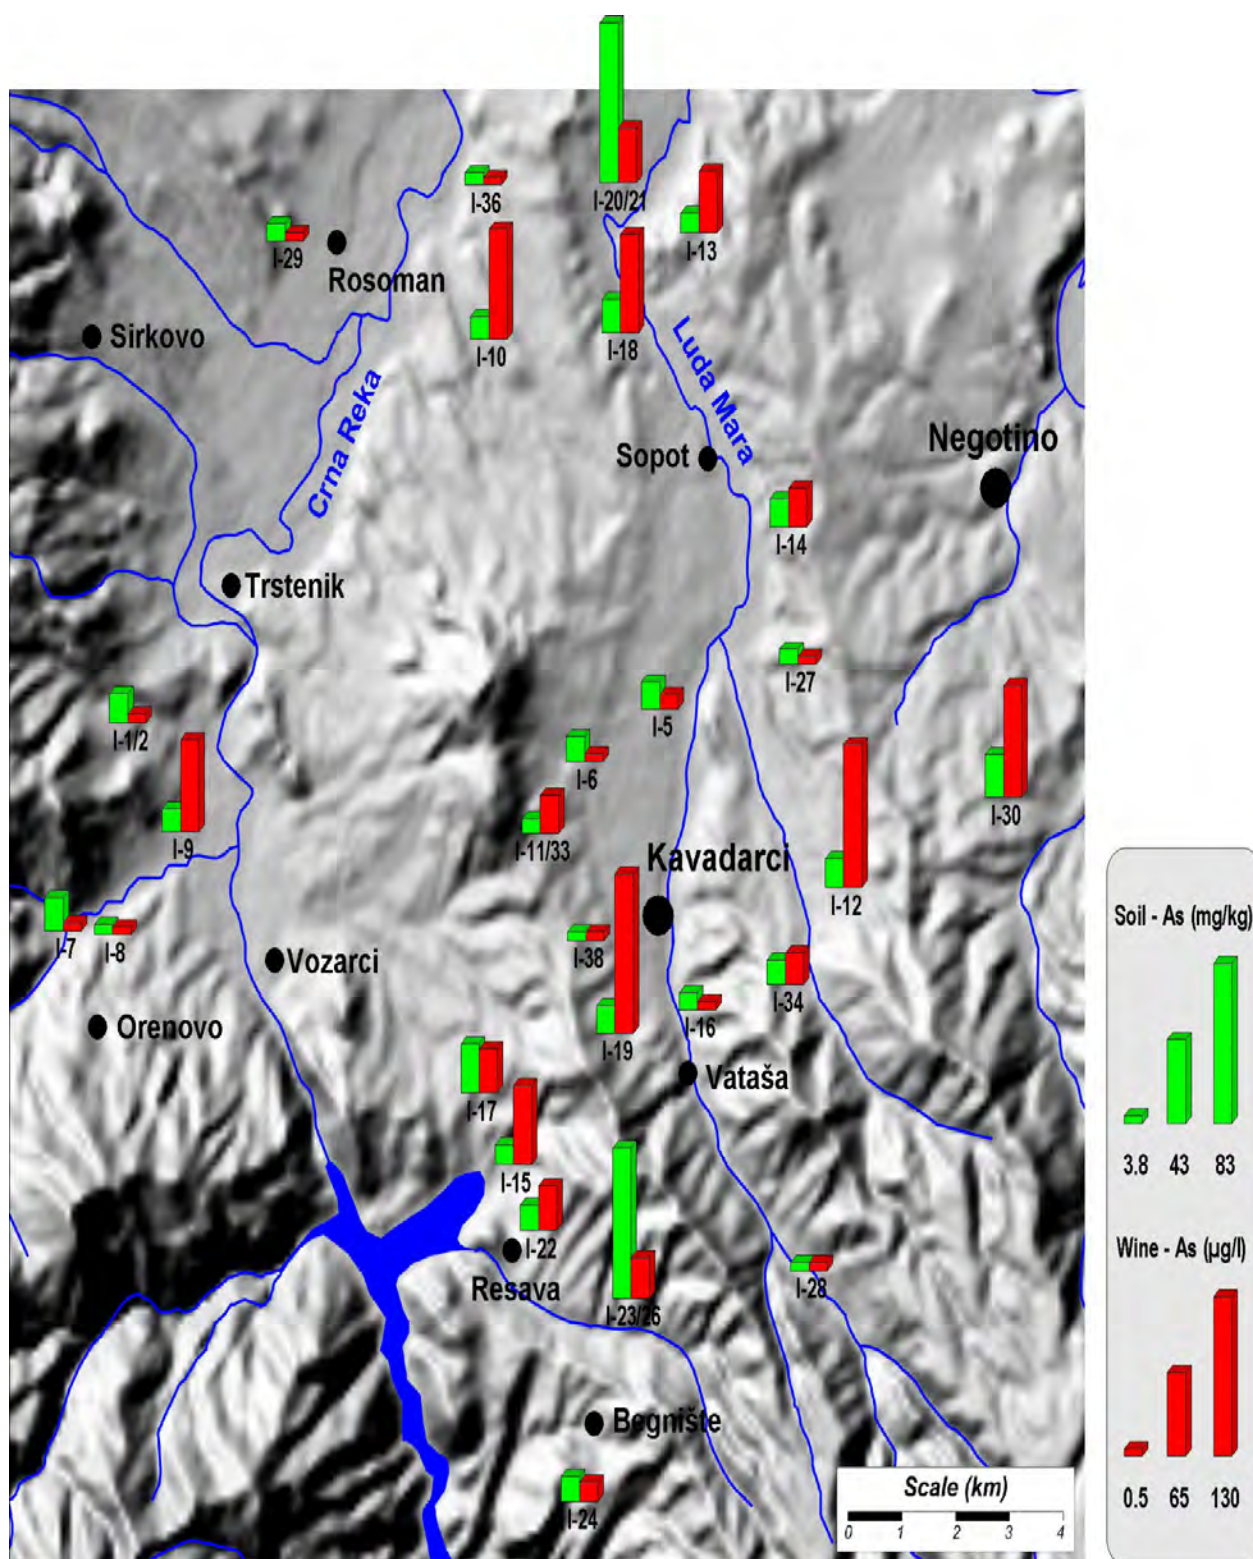 I-36
I-20/21
I-13
I-29
Rosoman
Sirkovo
I-10
I-18
Crna Reka
Luda Mara
Negotino
Sopot
I-14
Trstenik
I-27
I-5
I-1/2
I-6
I-30
I-9
I-11/33
Kavadarci
I-12
I-7
I-8
I-38
Vozarci
I-34
I-16
Orenovo
I-19
Vataša
I-17
I-15
I-22
Resava
I-28
I-23/26
Begnište
I-24
Scale (km)
0 1 2 3 4
Soil - As (mg/kg)
3.8 43 83
Wine - As (µg/l)
0.5 65 130